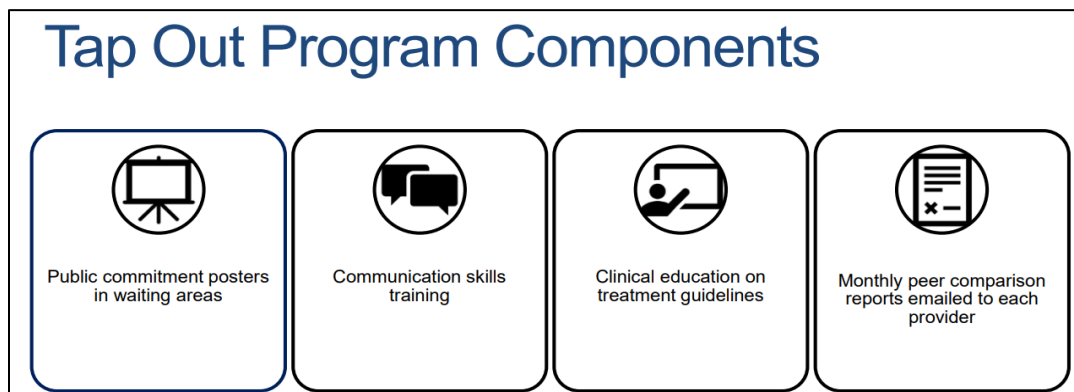 Tap Out Program Components
Public commitment posters
in waiting areas
Communication skills
training
Clinical education on
treatment guidelines
Monthly peer comparison
reports emailed to each
provider